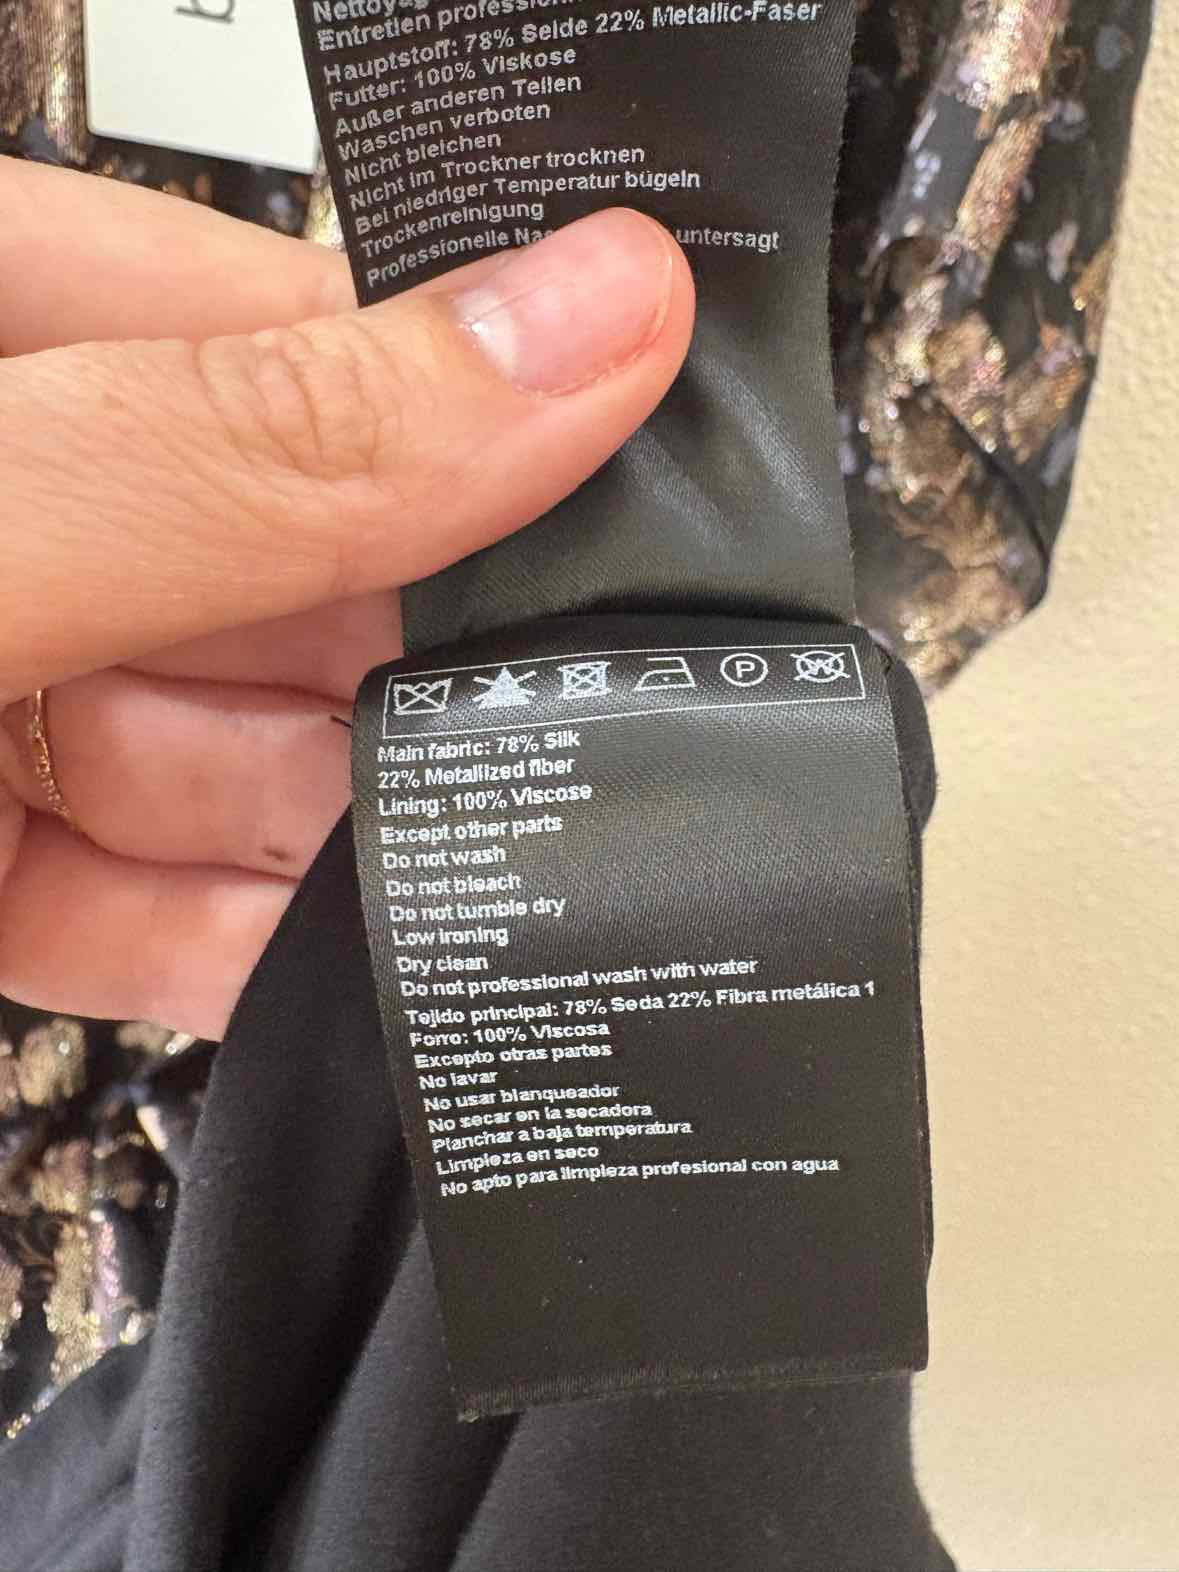 Entretien
Hauptstoff: 78% Seide 22% Metallic-Faser
Futter: 100% Viskose
Außer anderen Teilen
Waschen verboten
Nicht bleichen
Nicht im Trockner trocknen
Bei niedriger Temperatur bügeln
Trockenreinigung
Professionelle untersagt
P
W
Main fabric: 78% Silk
22% Metallized fiber
Lining: 100% Viscose
Except other parts
Do not wash
Do not bleach
Do not tumble dry
Low ironing
Dry clean
Do not professional wash with water
Tejido principal: 78% Seda 22% Fibra metálica 1
Forro: 100% Viscosa
Excepto otras partes
No lavar
No usar blanqueador
No secar en la secadora
Planchar a baja temperatura
Limpieza en seco
No apto para limpieza profesional con agua